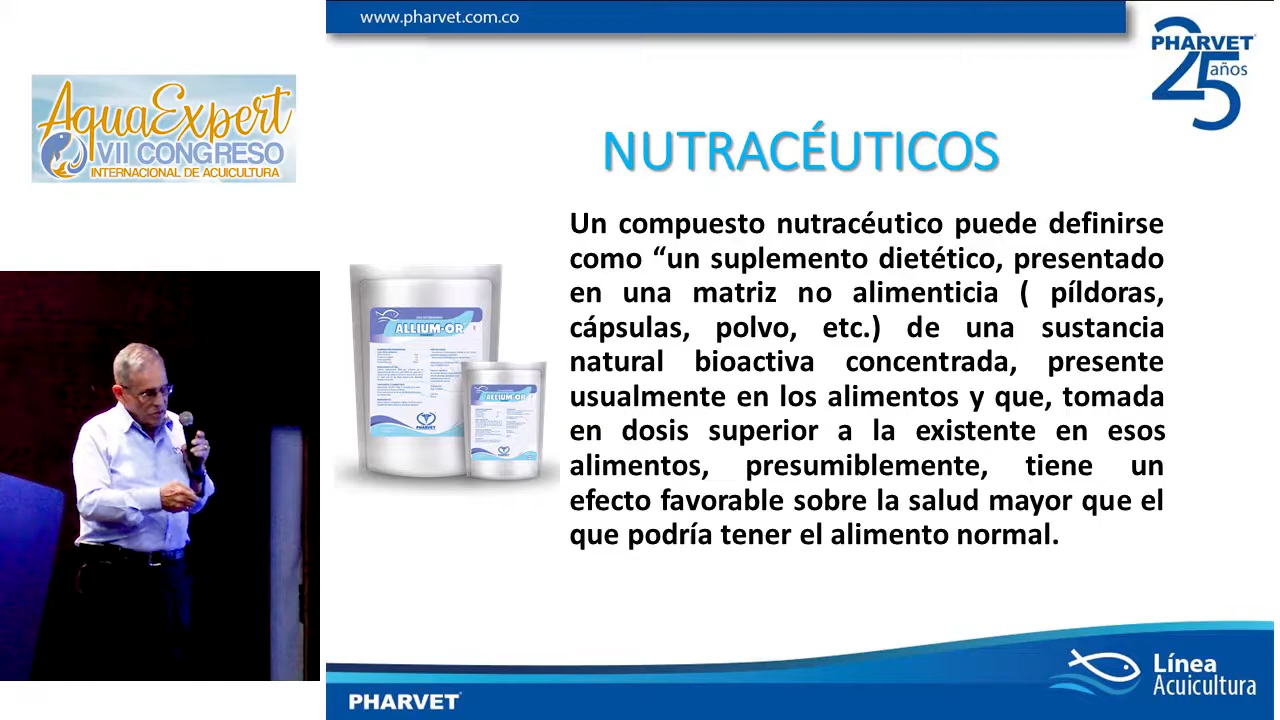 www.pharvet.com.co
PHARVET
25 años
AquaExpert
VII CONGRESO
INTERNACIONAL DE ACUICULTURA
NUTRACÉUTICOS
Un compuesto nutracéutico puede definirse
como “un suplemento dietético, presentado
en una matriz no alimenticia ( píldoras,
cápsulas, polvo, etc.) de una sustancia
natural bioactiva concentrada, presente
usualmente en los alimentos y que, tomada
en dosis superior a la existente en esos
alimentos, presumiblemente, tiene un
efecto favorable sobre la salud mayor que el
que podría tener el alimento normal.
ALLIUM-OR
PHARVET
ALLIUM-OR
PHARVET
Línea
Acuicultura